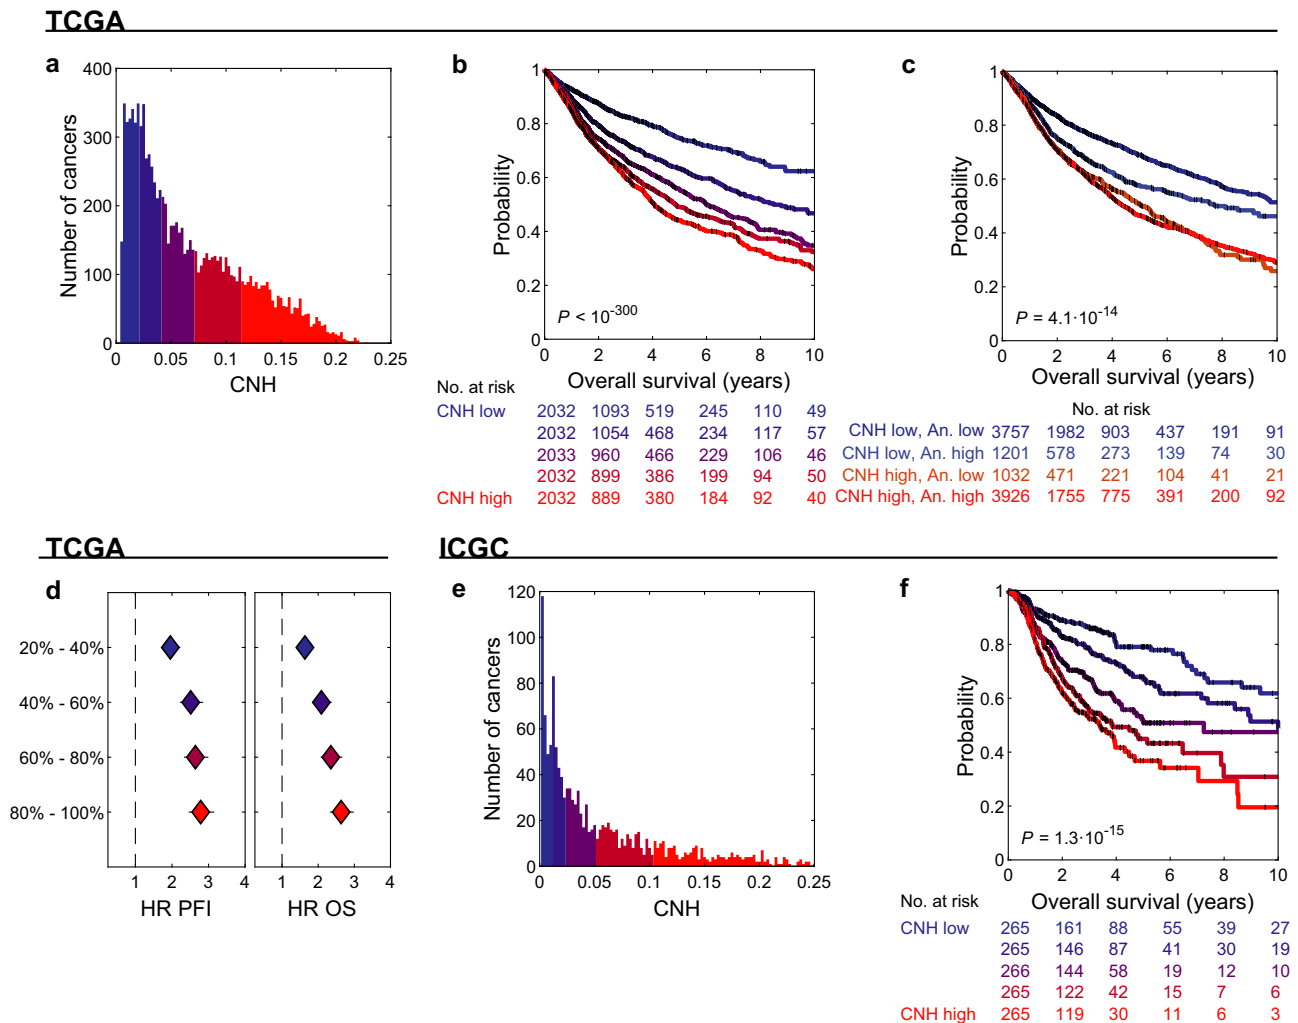 TCGA
a
400
300
200
100
0
Number of cancers
0 0.05 0.1 0.15 0.2 0.25
CNH
b
1
0.8
0.6
0.4
0.2
0
Probability
P < 10^-300
0 2 4 6 8 10
Overall survival (years)
No. at risk
CNH low 2032 1093 519 245 110 49
2032 1054 468 234 117 57
2033 960 466 229 106 46
2032 899 386 199 94 50
CNH high 2032 889 380 184 92 40
c
1
0.8
0.6
0.4
0.2
0
Probability
P = 4.1·10^-14
0 2 4 6 8 10
Overall survival (years)
No. at risk
CNH low, An. low 3757 1982 903 437 191 91
CNH low, An. high 1201 578 273 139 74 30
CNH high, An. low 1032 471 221 104 41 21
CNH high, An. high 3926 1755 775 391 200 92
TCGA
d
20% - 40%
40% - 60%
60% - 80%
80% - 100%
1 2 3 4
HR PFI
1 2 3 4
HR OS
ICGC
e
120
100
80
60
40
20
0
Number of cancers
0 0.05 0.1 0.15 0.2 0.25
CNH
f
1
0.8
0.6
0.4
0.2
0
Probability
P = 1.3·10^-15
0 2 4 6 8 10
Overall survival (years)
No. at risk
CNH low 265 161 88 55 39 27
265 146 87 41 30 19
266 144 58 19 12 10
265 122 42 15 7 6
CNH high 265 119 30 11 6 3